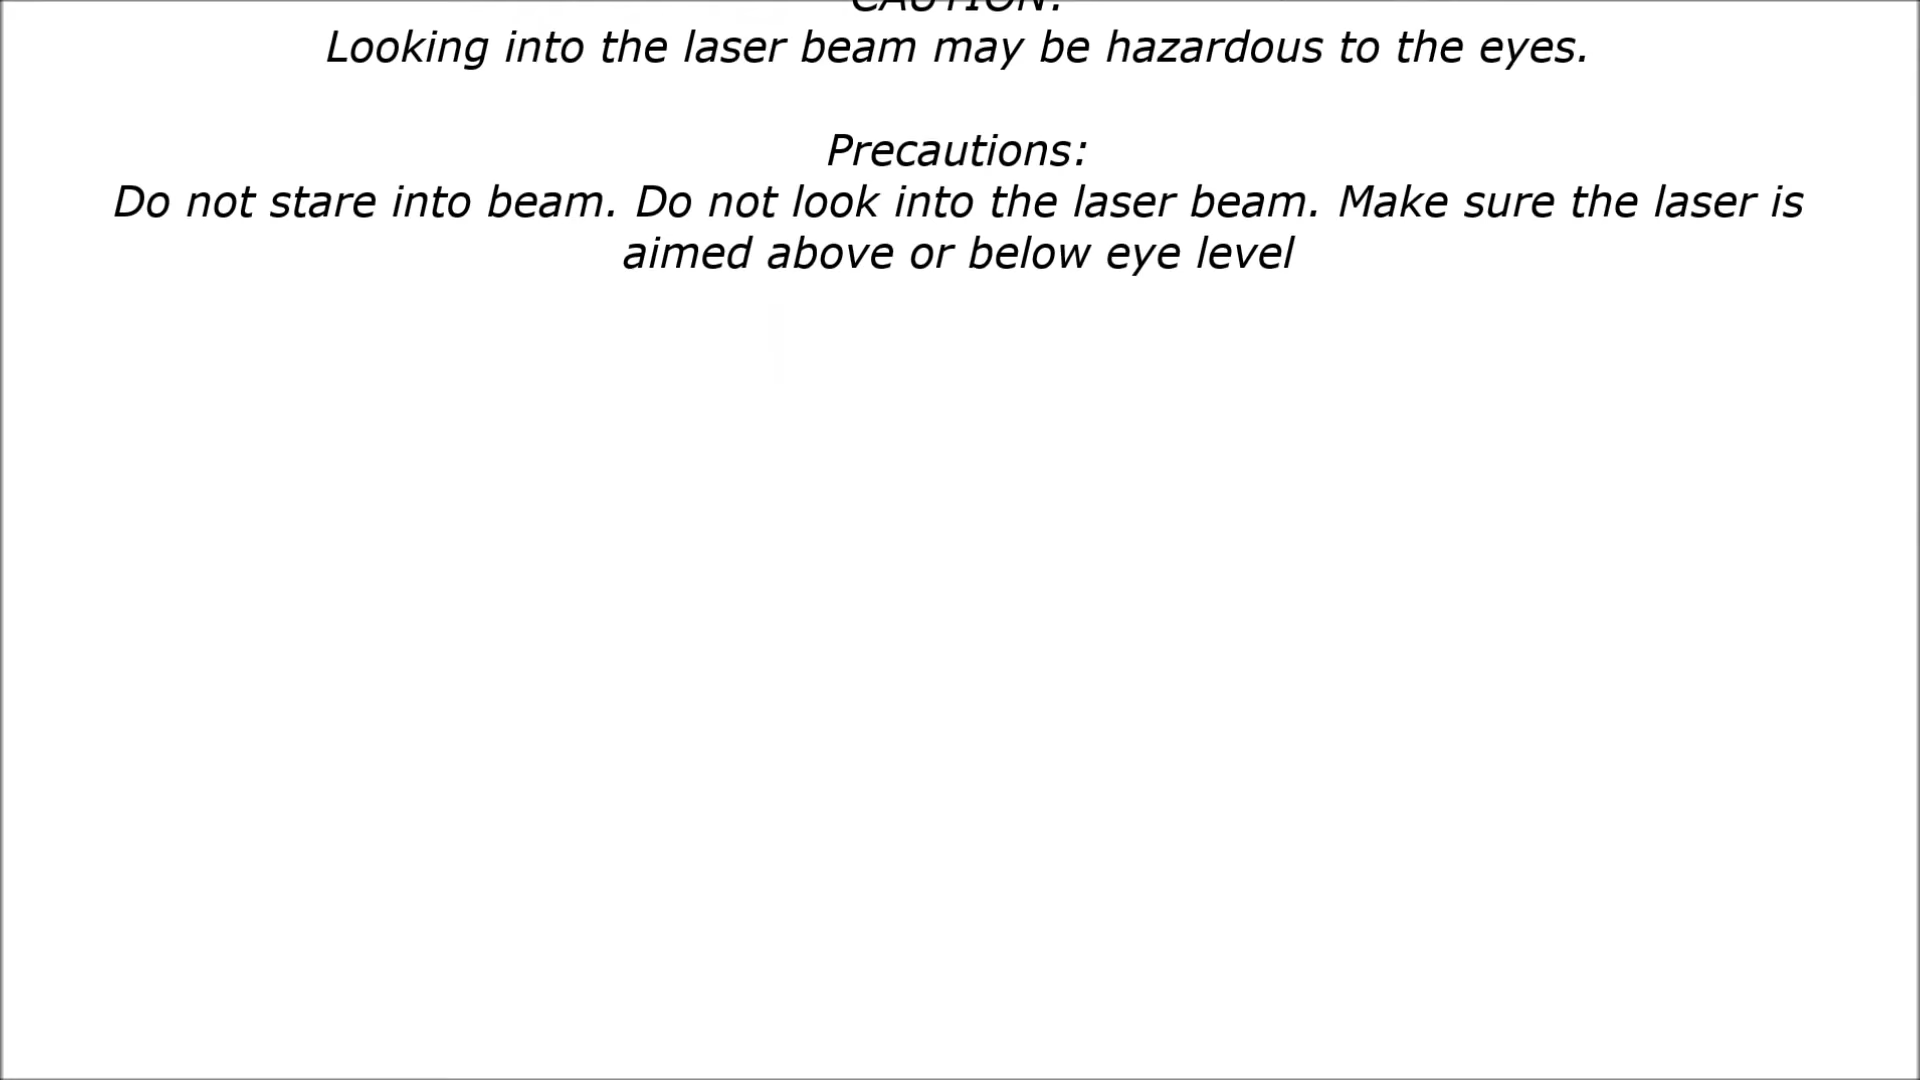 CAUTION:
Looking into the laser beam may be hazardous to the eyes.
Precautions:
Do not stare into beam. Do not look into the laser beam. Make sure the laser is
aimed above or below eye level